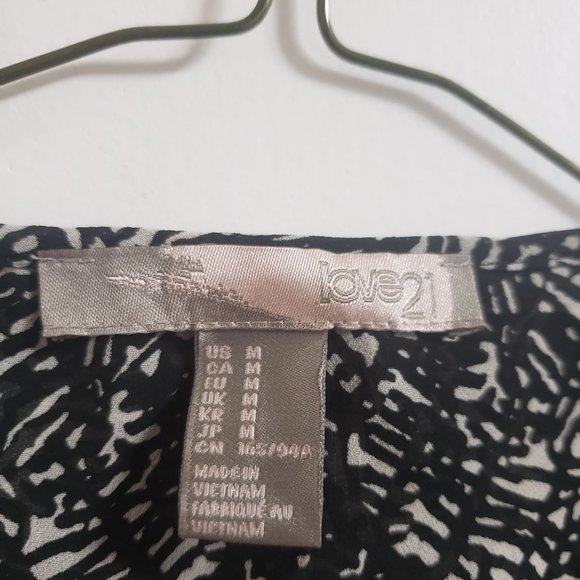 love21
US M
CA M
EU M
UK M
KR M
JP M
CN 165/94A
MADE IN
VIETNAM
FABRIQUÉ AU
VIETNAM